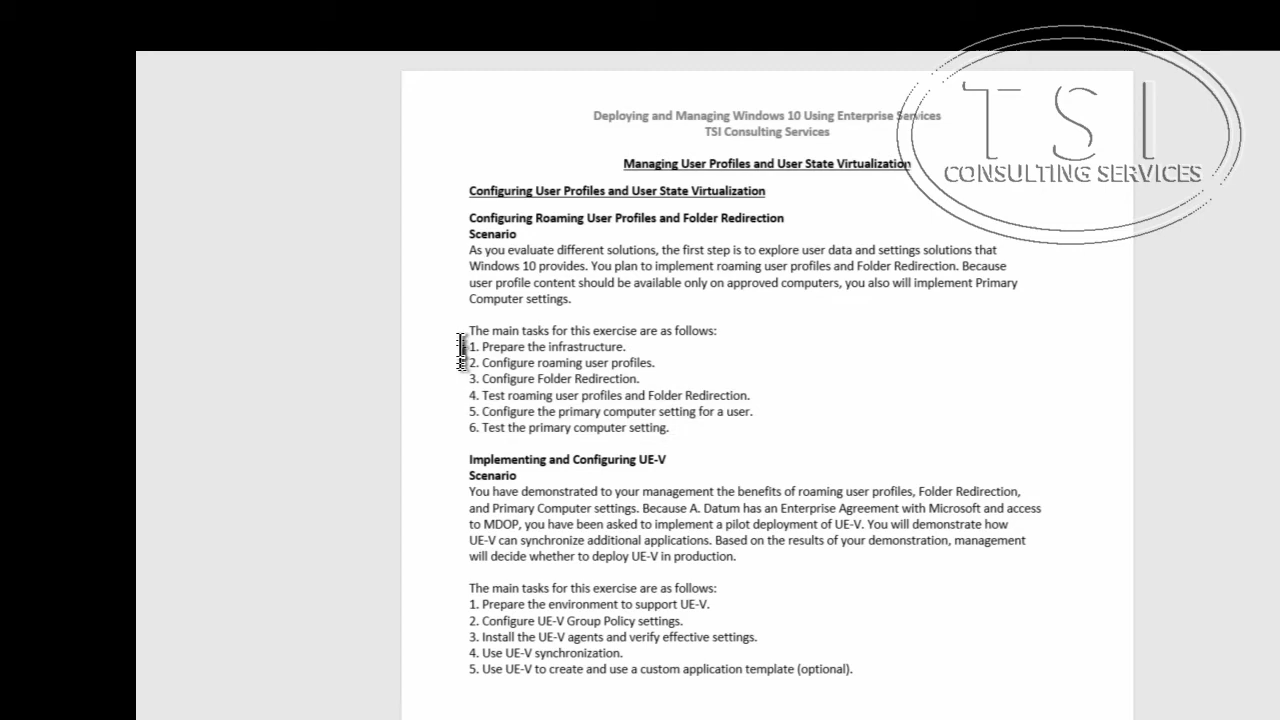 Deploying and Managing Windows 10 Using Enterprise Services
TSI Consulting Services
TSI
CONSULTING SERVICES
Managing User Profiles and User State Virtualization
Configuring User Profiles and User State Virtualization
Configuring Roaming User Profiles and Folder Redirection
Scenario
As you evaluate different solutions, the first step is to explore user data and settings solutions that
Windows 10 provides. You plan to implement roaming user profiles and Folder Redirection. Because
user profile content should be available only on approved computers, you also will implement Primary
Computer settings.
The main tasks for this exercise are as follows:
1. Prepare the infrastructure.
2. Configure roaming user profiles.
3. Configure Folder Redirection.
4. Test roaming user profiles and Folder Redirection.
5. Configure the primary computer setting for a user.
6. Test the primary computer setting.
Implementing and Configuring UE-V
Scenario
You have demonstrated to your management the benefits of roaming user profiles, Folder Redirection,
and Primary Computer settings. Because A. Datum has an Enterprise Agreement with Microsoft and access
to MDOP, you have been asked to implement a pilot deployment of UE-V. You will demonstrate how
UE-V can synchronize additional applications. Based on the results of your demonstration, management
will decide whether to deploy UE-V in production.
The main tasks for this exercise are as follows:
1. Prepare the environment to support UE-V.
2. Configure UE-V Group Policy settings.
3. Install the UE-V agents and verify effective settings.
4. Use UE-V synchronization.
5. Use UE-V to create and use a custom application template (optional).